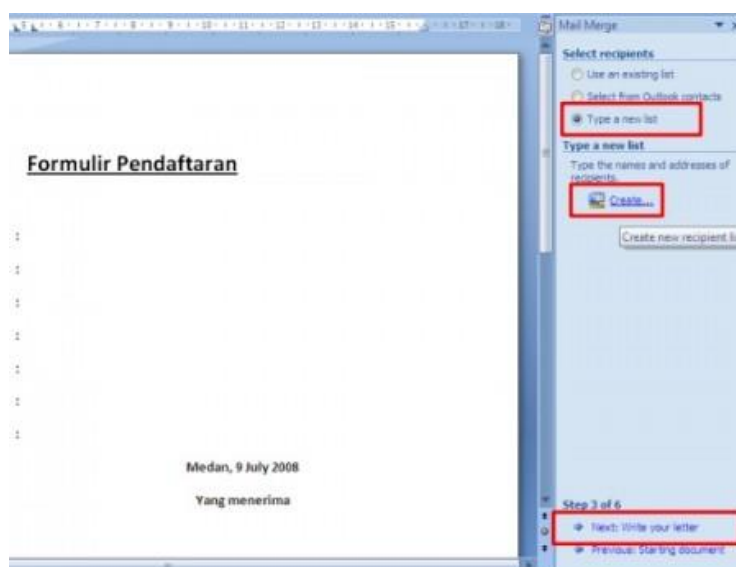 Mail Merge
Select recipients
Use an existing list
Select from Outlook contacts
Type a new list
Formulir Pendaftaran
Type a new list
Type the names and addresses of
recipients.
Create...
Create new recipient
:
:
:
:
:
:
:
Medan, 9 July 2008
Yang menerima
Step 3 of 6
Next: Write your letter
Previous: Starting document